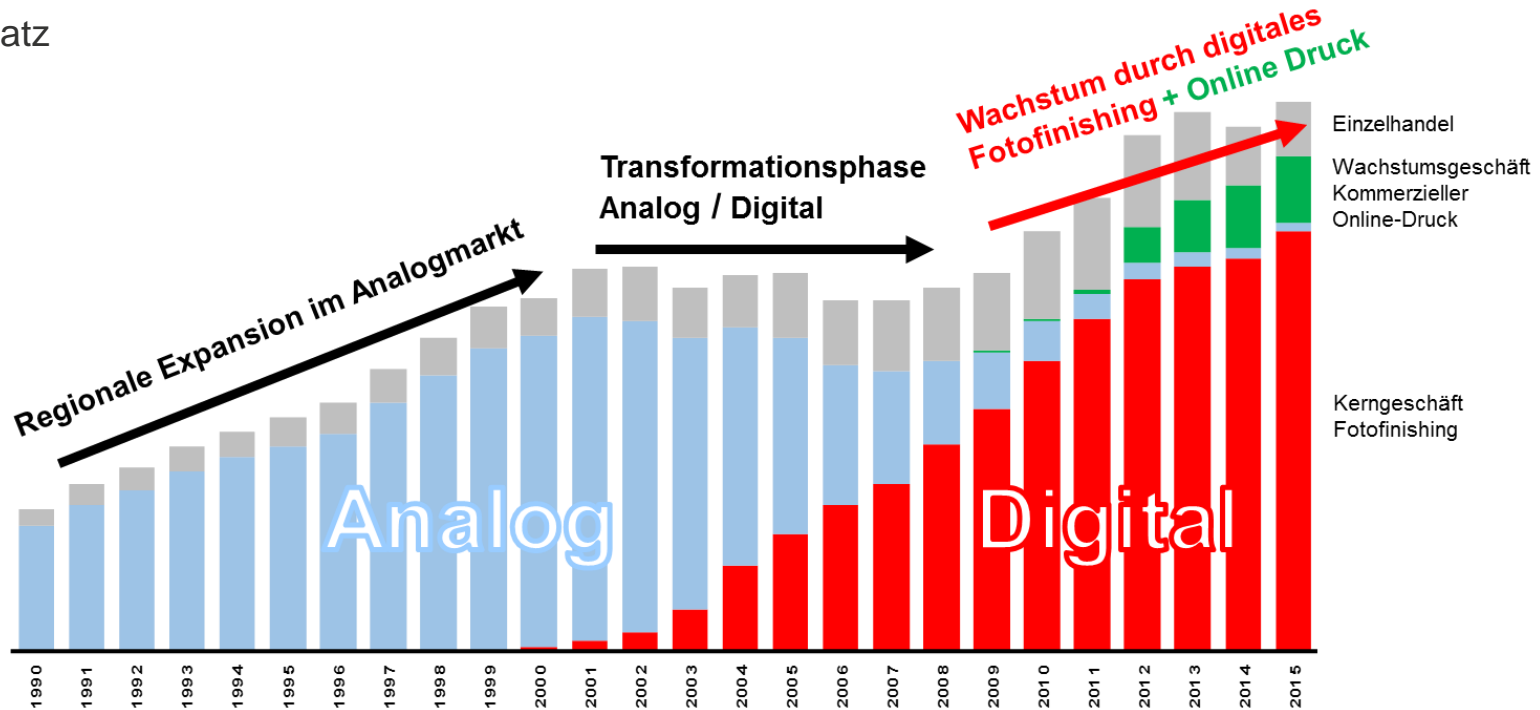 atz
Wachstum durch digitales
Fotofinishing + Online Druck
Einzelhandel
Transformationsphase
Analog / Digital
Wachstumsgeschäft
Kommerzieller
Online-Druck
Regionale Expansion im Analogmarkt
Kerngeschäft
Fotofinishing
Analog
Digital
1990 1991 1992 1993 1994 1995 1996 1997 1998 1999 2000 2001 2002 2003 2004 2005 2006 2007 2008 2009 2010 2011 2012 2013 2014 2015